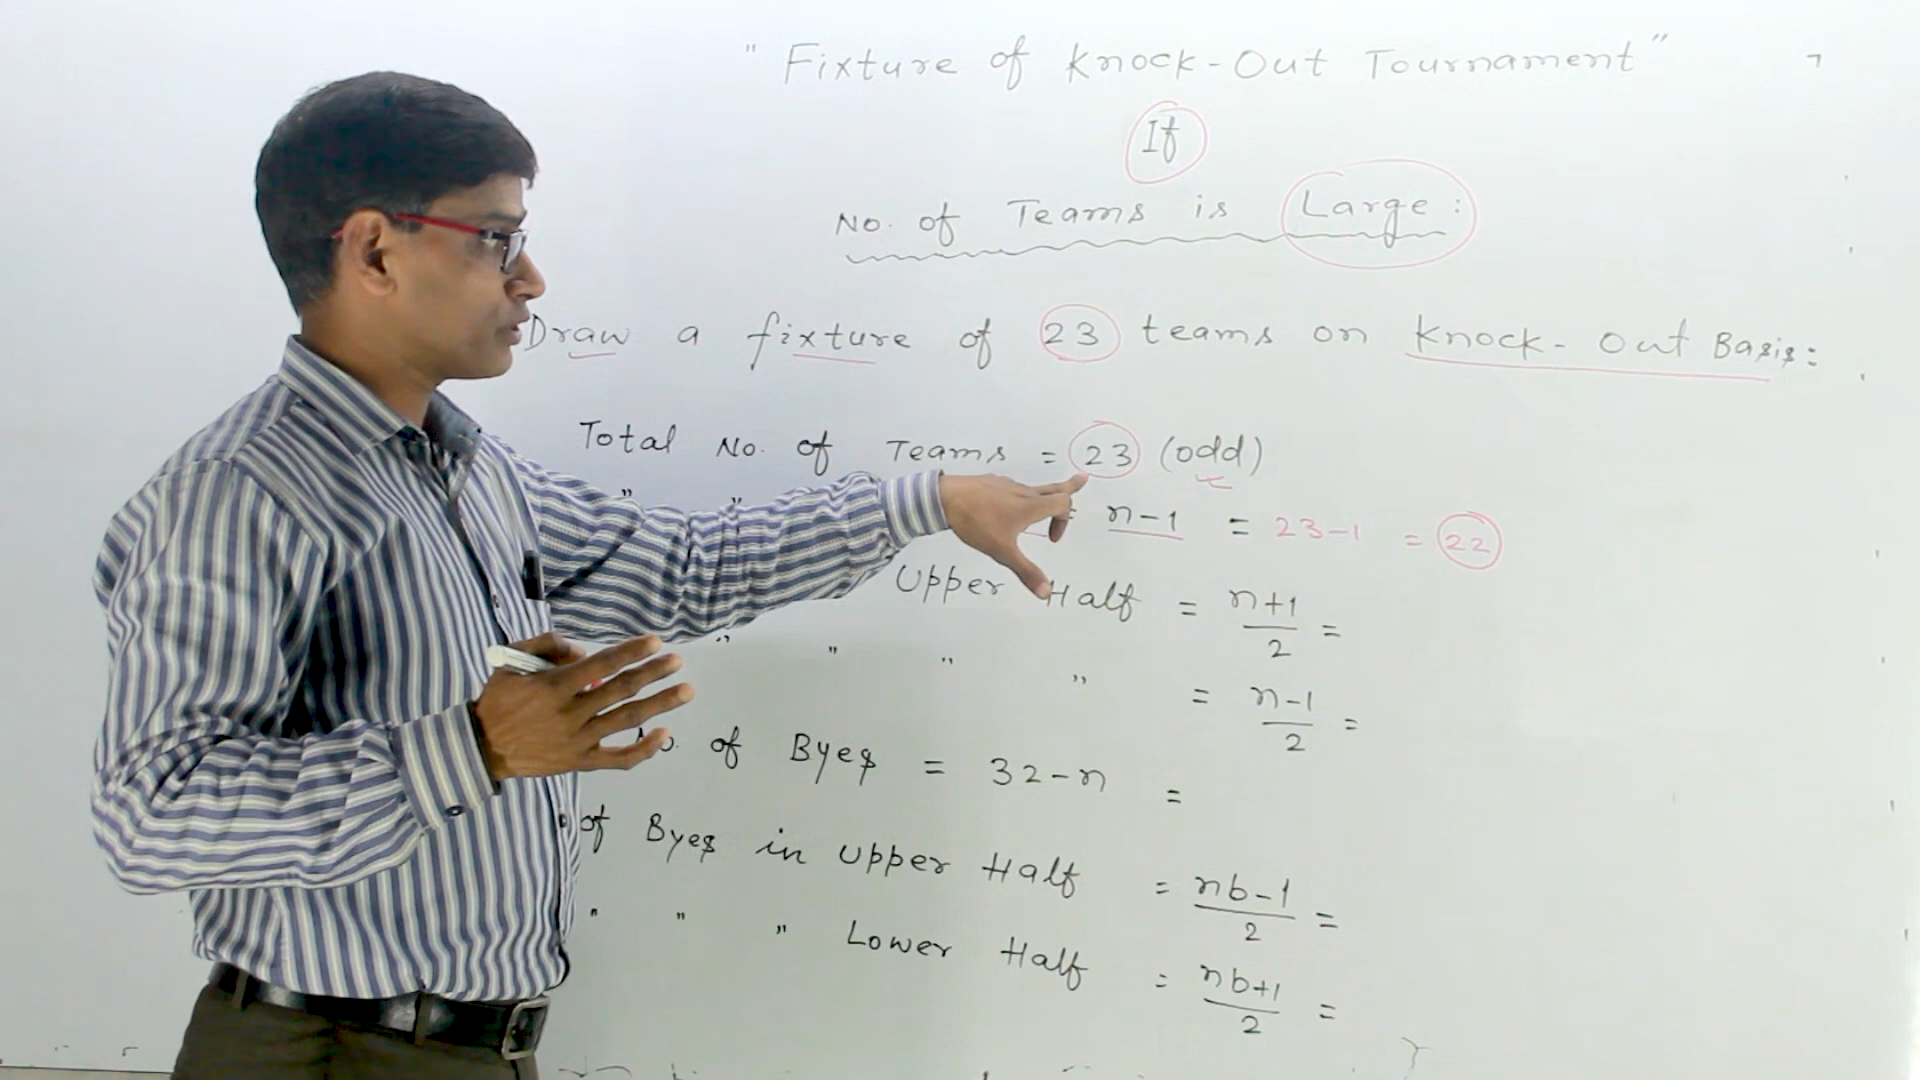 " Fixture of Knock-Out Tournament "
If
No. of Teams is Large :
Draw a fixture of 23 teams on Knock-Out Basis:
Total No. of Teams = 23 (odd)
" " = n-1 = 23-1 = 22
Upper Half = n+1/2 =
" " " " = n-1/2 =
No. of Byes = 32-n =
of Byes in Upper Half = nb-1/2 =
" " " Lower Half = nb+1/2 =